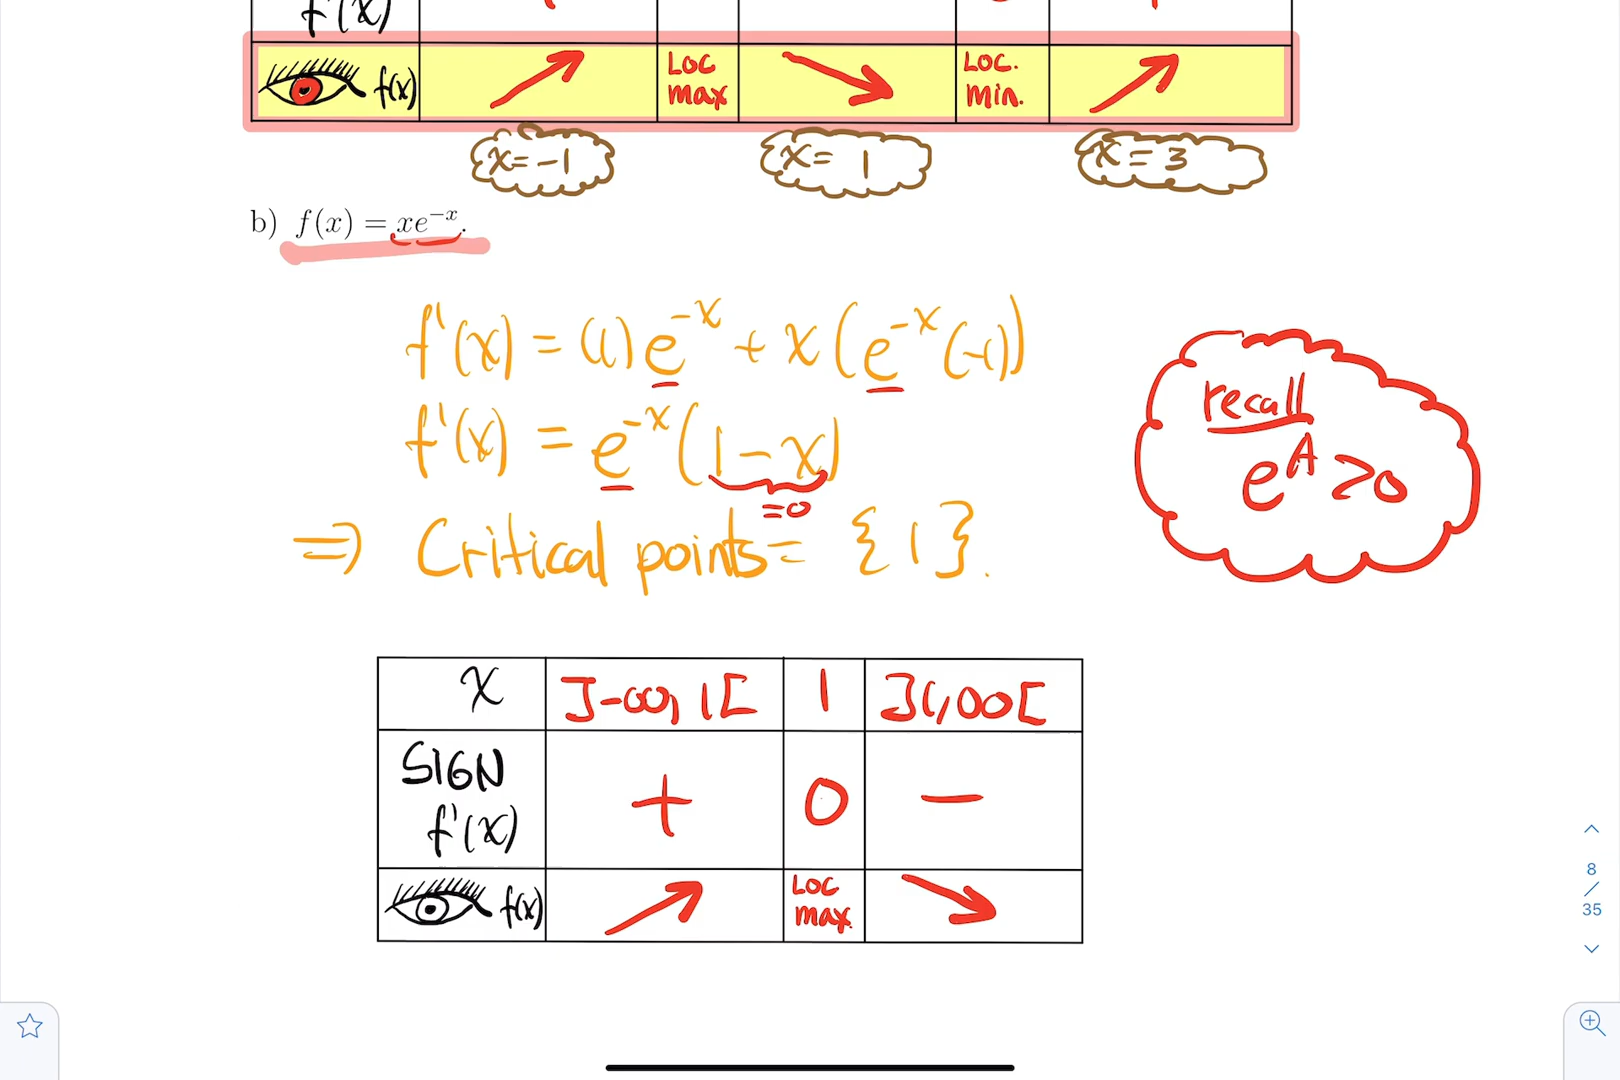 f'(x)
f(x) Loc max Loc. min.
x = -1 x = 1 x = 3
b) f(x) = xe^{-x}.
f'(x) = (1)e^{-x} + x(e^{-x}(-1))
f'(x) = e^{-x}(1-x)
=0
⇒ Critical points = {1}.
recall
e^A >0
x ]-∞, 1[ 1 ]1, ∞[
SIGN f'(x) + 0 -
f(x) Loc max.
8
/
35